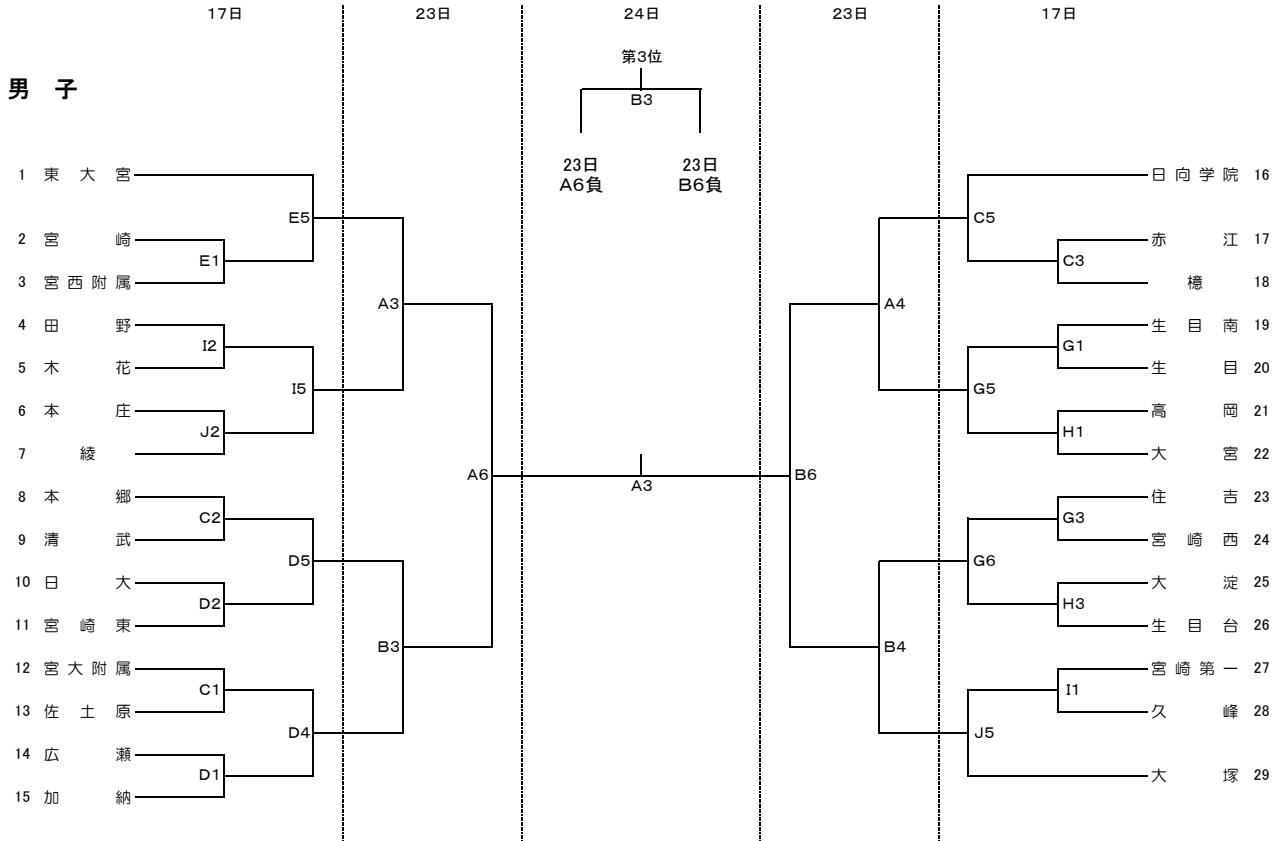 17日 23日 24日 23日 17日
第3位
男 子
B3
23日 23日
A6負 B6負
1 東大宮
2 宮崎
3 宮西附属
4 田野
5 木花
6 本庄
7 綾
8 本郷
9 清武
10 日大
11 宮崎東
12 宮大附属
13 佐土原
14 広瀬
15 加納
E1
I2
J2
C2
D2
C1
D1
E5
I5
D5
D4
A3
B3
A6
A3
B6
A4
B4
C5
G5
G6
J5
C3
G1
H1
G3
H3
I1
日向学院 16
赤江 17
檍 18
生目南 19
生目 20
高岡 21
大宮 22
住吉 23
宮崎西 24
大淀 25
生目台 26
宮崎第一 27
久峰 28
大塚 29